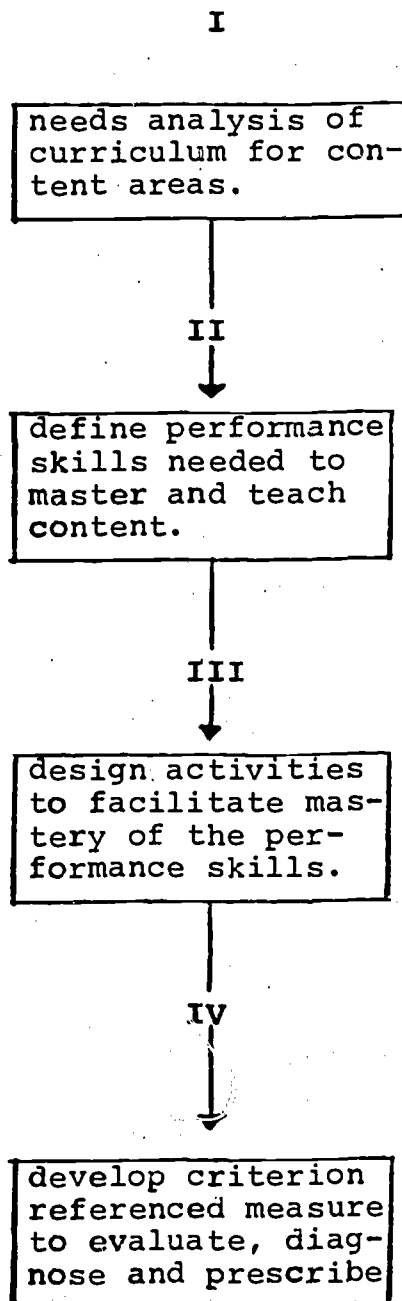 I
needs analysis of
curriculum for con-
tent areas.
II
define performance
skills needed to
master and teach
content.
III
design activities
to facilitate mas-
tery of the per-
formance skills.
IV
develop criterion
referenced measure
to evaluate, diag-
nose and prescribe